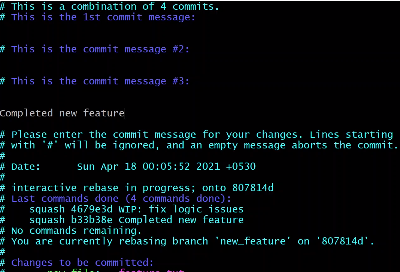 # This is a combination of 4 commits.
# This is the 1st commit message:
# This is the commit message #2:
# This is the commit message #3:
Completed new feature
# Please enter the commit message for your changes. Lines starting
# with '#' will be ignored, and an empty message aborts the commit.
#
# Date:      Sun Apr 18 00:05:52 2021 +0530
#
# interactive rebase in progress; onto 807814d
# Last commands done (4 commands done):
#    squash 4679e3d WIP: fix logic issues
#    squash b33b38e Completed new feature
# No commands remaining.
# You are currently rebasing branch 'new_feature' on '807814d'.
#
# Changes to be committed:
#       new file:   feature.txt